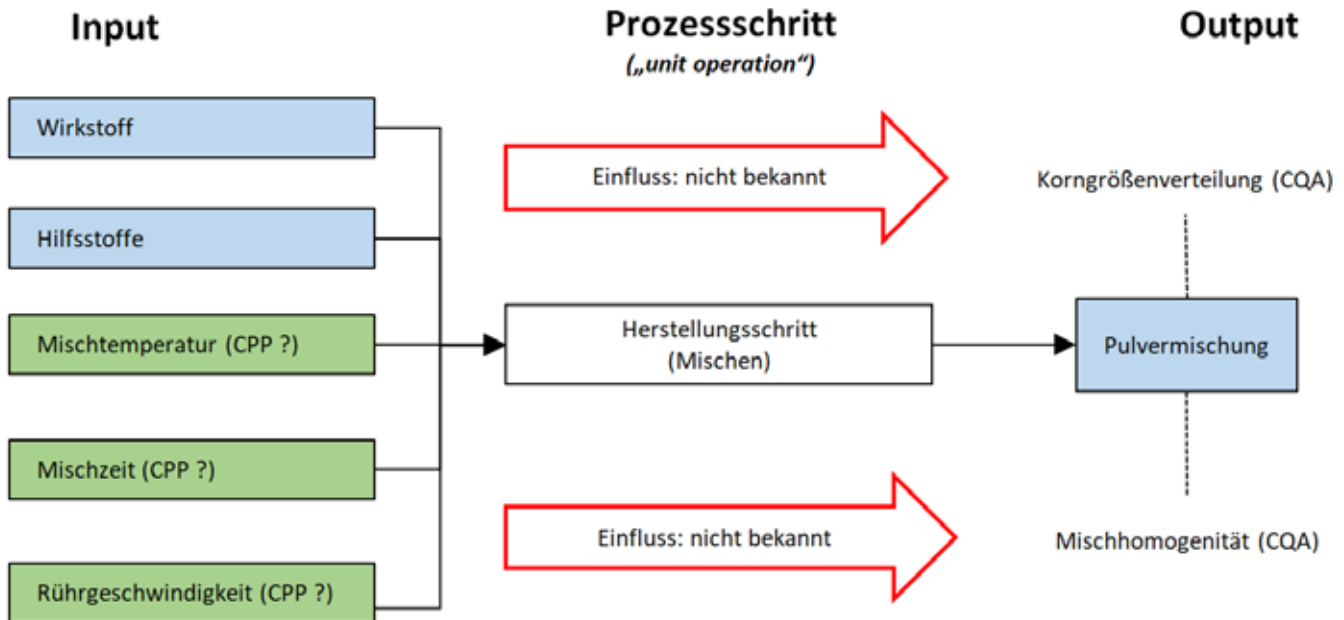 Input
Prozessschritt
(„unit operation“)
Output
Wirkstoff
Einfluss: nicht bekannt
Korngrößenverteilung (CQA)
Hilfsstoffe
Mischtemperatur (CPP ?)
Herstellungsschritt
(Mischen)
Pulvermischung
Mischzeit (CPP ?)
Einfluss: nicht bekannt
Mischhomogenität (CQA)
Rührgeschwindigkeit (CPP ?)